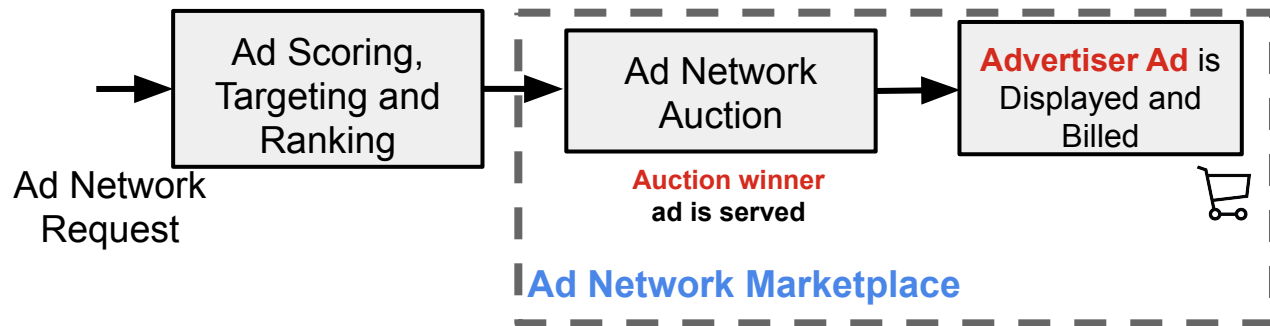 Ad Network
Request
Ad Scoring,
Targeting and
Ranking
Ad Network
Auction
Auction winner
ad is served
Advertiser Ad is
Displayed and
Billed
Ad Network Marketplace